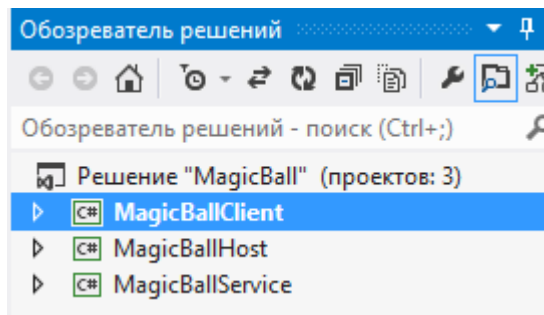 Обозреватель решений
Обозреватель решений - поиск (Ctrl+;)
Решение "MagicBall" (проектов: 3)
C# MagicBallClient
C# MagicBallHost
C# MagicBallService